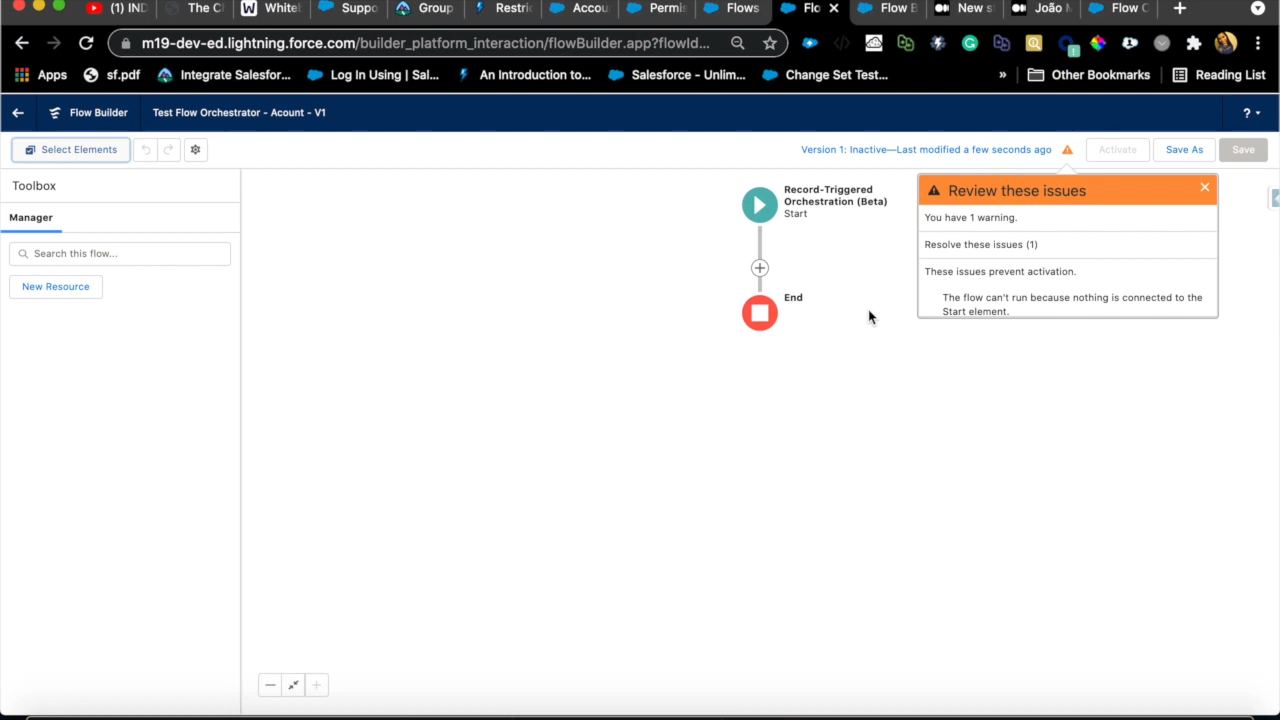 (1) IND
The Cl
Whitel
Suppo
Group
Restric
Accou
Permis
Flows
Flo
Flow B
New s
João M
Flow C
m19-dev-ed.lightning.force.com/builder_platform_interaction/flowBuilder.app?flowId...
Apps
sf.pdf
Integrate Salesfor...
Log In Using | Sal...
An Introduction to...
Salesforce - Unlim...
Change Set Test...
»
Other Bookmarks
Reading List
Flow Builder
Test Flow Orchestrator - Acount - V1
?
Select Elements
Version 1: Inactive—Last modified a few seconds ago
Activate
Save As
Save
Toolbox
Manager
Search this flow...
New Resource
Record-Triggered
Orchestration (Beta)
Start
End
Review these issues
You have 1 warning.
Resolve these issues (1)
These issues prevent activation.
The flow can't run because nothing is connected to the
Start element.